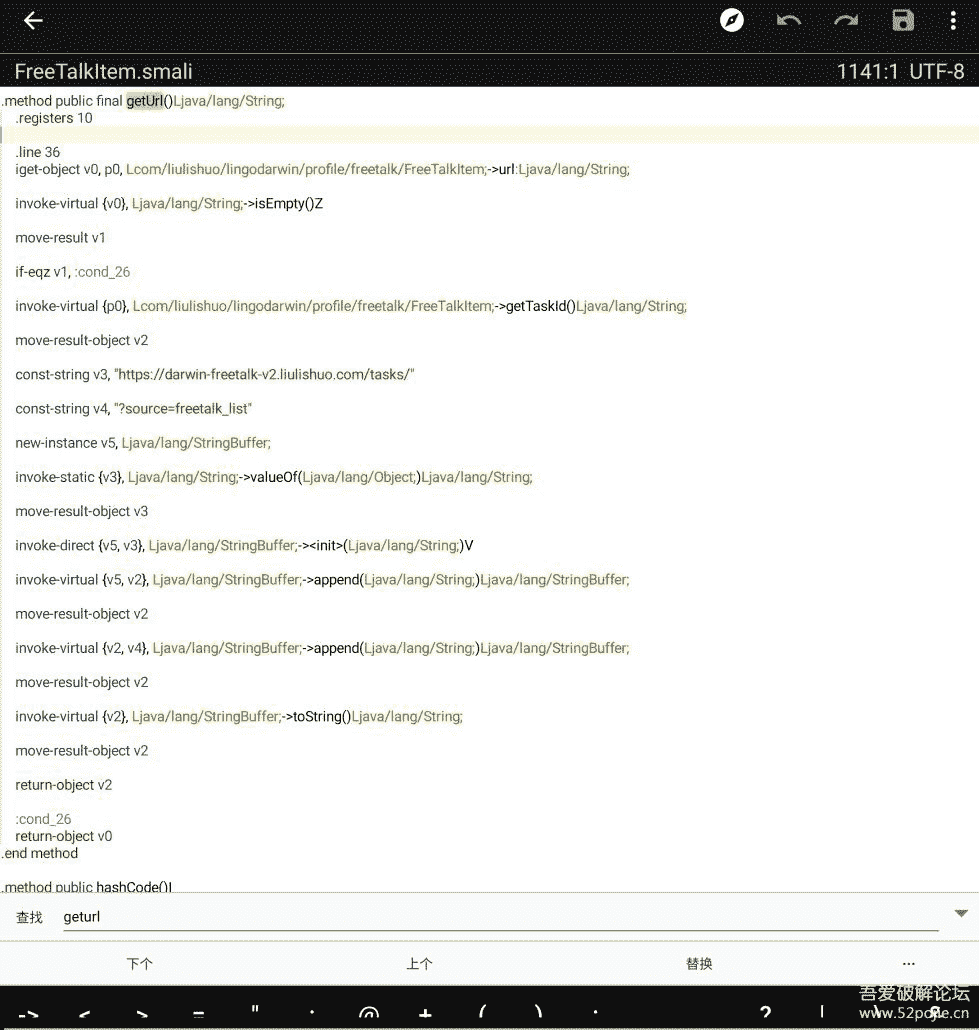 FreeTalkItem.smali 1141:1 UTF-8
.method public final getUrl()Ljava/lang/String;
.registers 10
.line 36
iget-object v0, p0, Lcom/liulishuo/lingodarwin/profile/freetalk/FreeTalkItem;->url:Ljava/lang/String;
invoke-virtual {v0}, Ljava/lang/String;->isEmpty()Z
move-result v1
if-eqz v1, :cond_26
invoke-virtual {p0}, Lcom/liulishuo/lingodarwin/profile/freetalk/FreeTalkItem;->getTaskId()Ljava/lang/String;
move-result-object v2
const-string v3, "https://darwin-freetalk-v2.liulishuo.com/tasks/"
const-string v4, "?source=freetalk_list"
new-instance v5, Ljava/lang/StringBuffer;
invoke-static {v3}, Ljava/lang/String;->valueOf(Ljava/lang/Object;)Ljava/lang/String;
move-result-object v3
invoke-direct {v5, v3}, Ljava/lang/StringBuffer;-><init>(Ljava/lang/String;)V
invoke-virtual {v5, v2}, Ljava/lang/StringBuffer;->append(Ljava/lang/String;)Ljava/lang/StringBuffer;
move-result-object v2
invoke-virtual {v2, v4}, Ljava/lang/StringBuffer;->append(Ljava/lang/String;)Ljava/lang/StringBuffer;
move-result-object v2
invoke-virtual {v2}, Ljava/lang/StringBuffer;->toString()Ljava/lang/String;
move-result-object v2
return-object v2
:cond_26
return-object v0
.end method
.method public hashCode()I
查找 geturl
下个 上个 替换 ...
吾爱破解论坛
-> < > = " . @ + ( ) ?
www.52pojie.cn